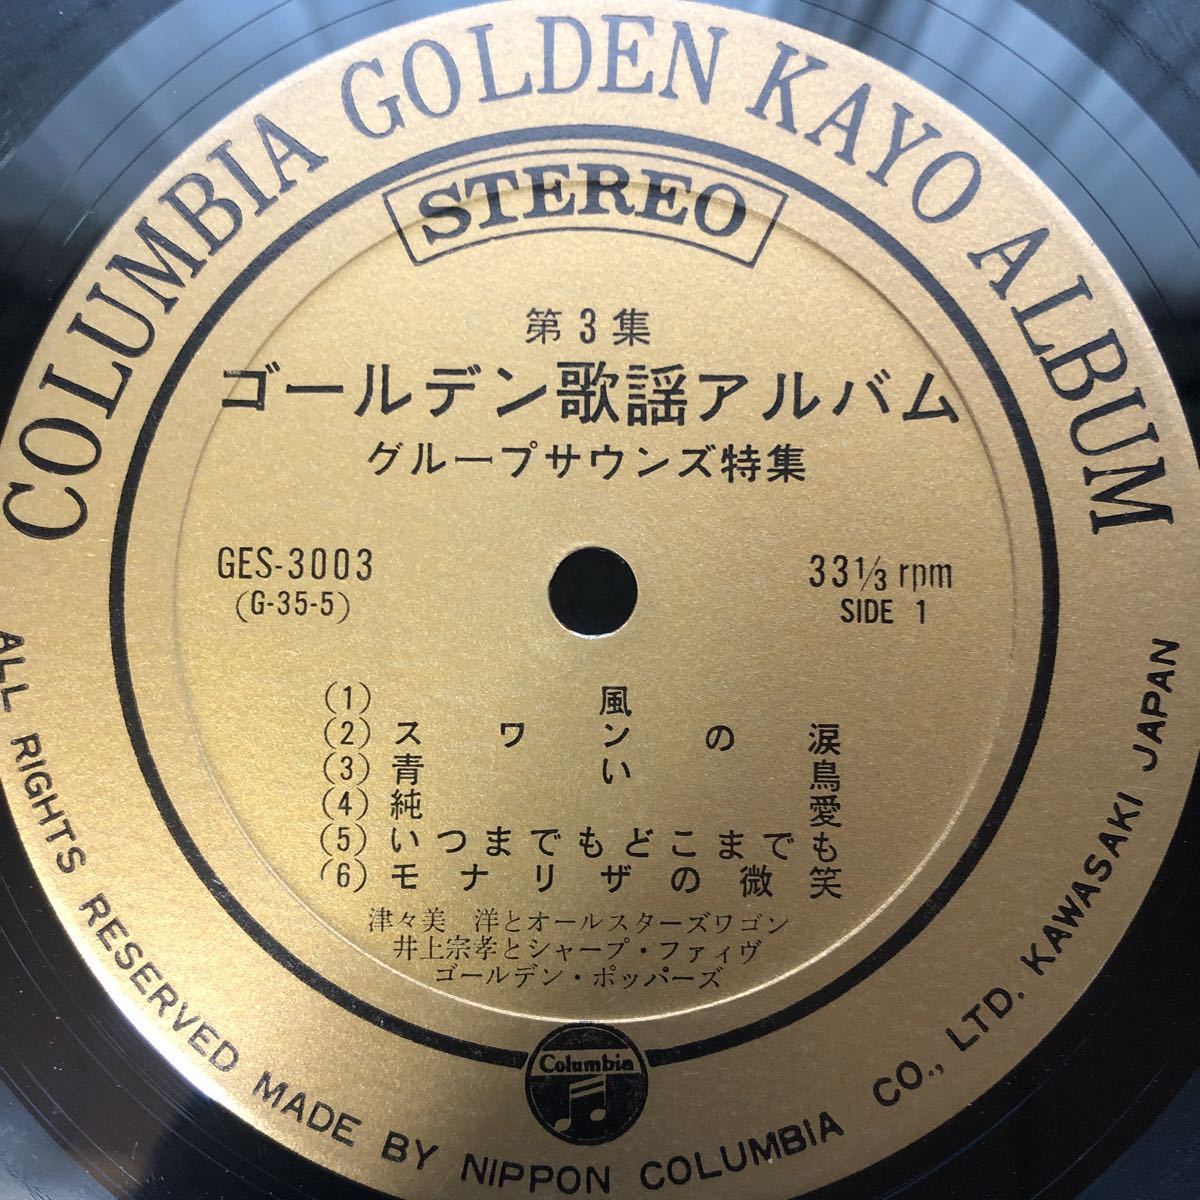 COLUMBIA GOLDEN KAYO ALBUM
STEREO
第3集
ゴールデン歌謡アルバム
グループサウンズ特集
GES-3003
(G-35-5)
33⅓ rpm
SIDE 1
(1) 風
(2) スワンの涙
(3) 青い鳥
(4) 純愛
(5) いつまでもどこまでも
(6) モナリザの微笑
津々美 洋とオールスターズワゴン
井上宗孝とシャープ・ファイヴ
ゴールデン・ポッパーズ
Columbia
ALL RIGHTS RESERVED MADE BY NIPPON COLUMBIA CO., LTD. KAWASAKI JAPAN